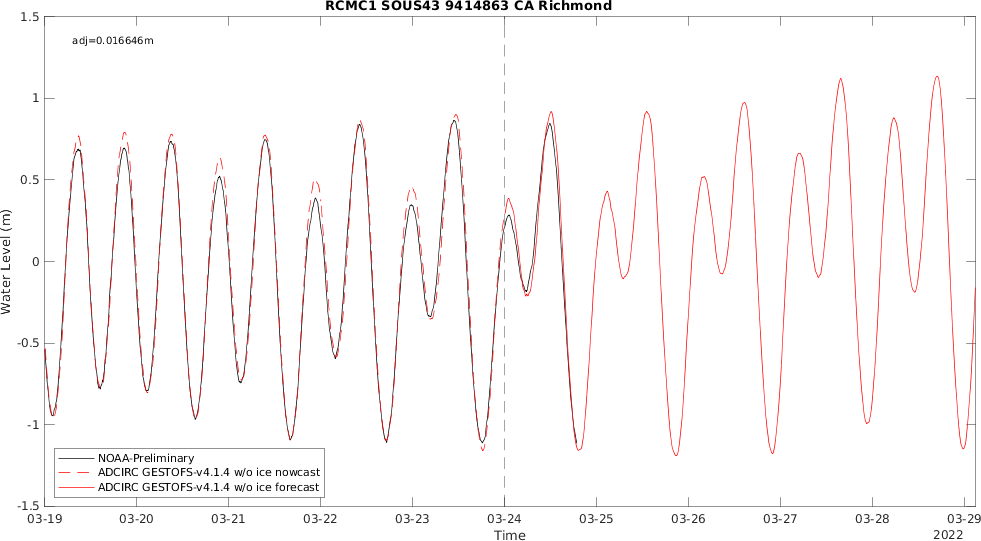 RCMC1 SOUS43 9414863 CA Richmond
adj=0.016646m
Water Level (m)
1.5
1
0.5
0
-0.5
-1
-1.5
NOAA-Preliminary
ADCIRC GESTOFS-v4.1.4 w/o ice nowcast
ADCIRC GESTOFS-v4.1.4 w/o ice forecast
03-19 03-20 03-21 03-22 03-23 03-24 03-25 03-26 03-27 03-28 03-29
Time 2022